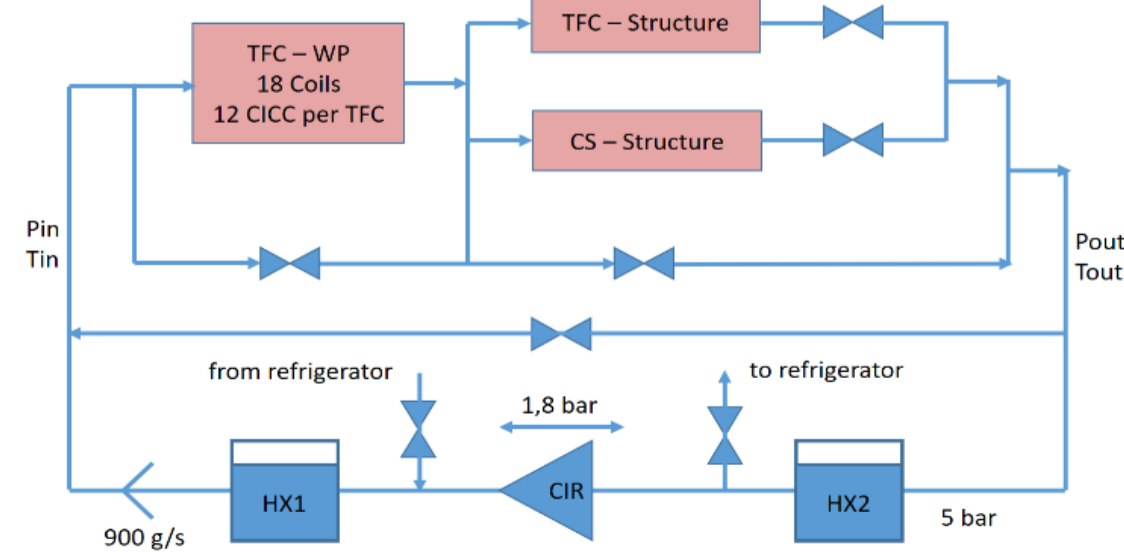 TFC – Structure
TFC – WP
18 Coils
12 CICC per TFC
CS – Structure
Pin
Tin
Pout
Tout
from refrigerator
to refrigerator
1,8 bar
HX1
CIR
HX2
900 g/s
5 bar